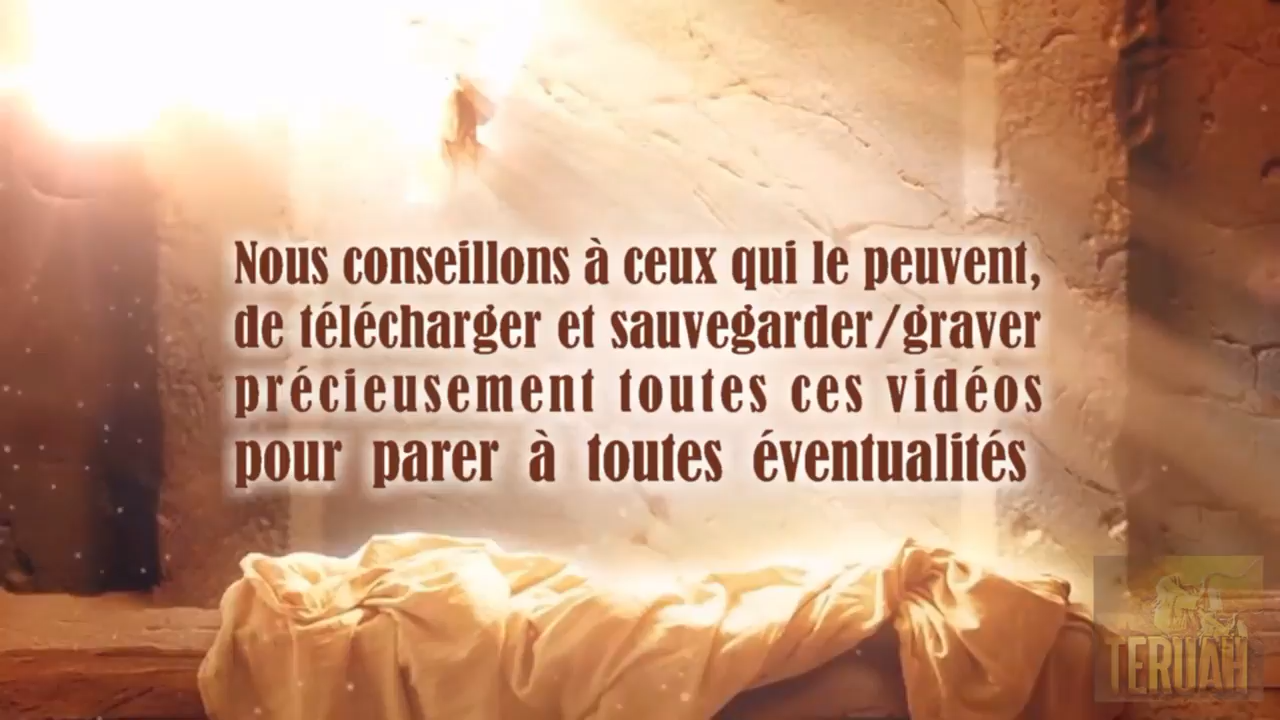 Nous conseillons à ceux qui le peuvent,
de télécharger et sauvegarder/graver
précieusement toutes ces vidéos
pour parer à toutes éventualités
TERUAH